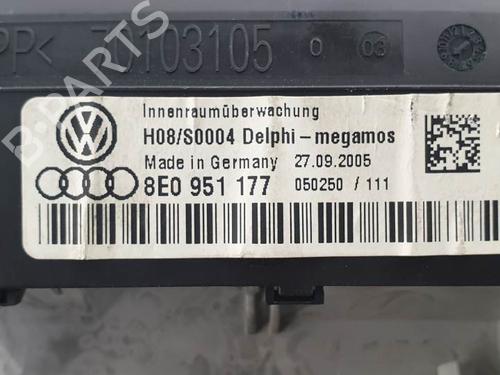 PP< 70103105 0 03
Innenraumüberwachung
H08/S0004 Delphi-megamos
Made in Germany 27.09.2005
8E0 951 177 050250 / 111
B-PARTS